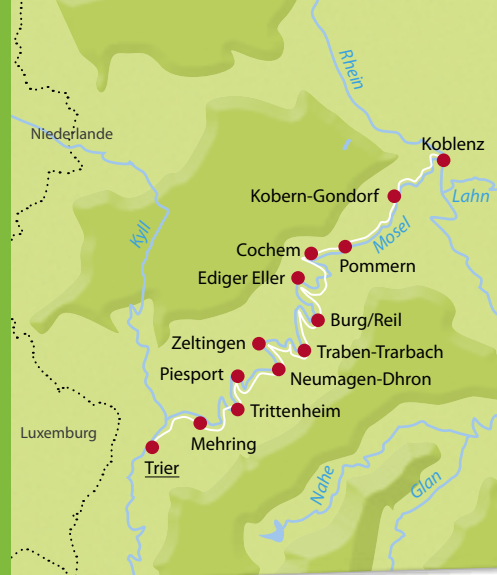 Rhein
Niederlande
Koblenz
Kobern-Gondorf
Lahn
Kyll
Mosel
Cochem
Pommern
Ediger Eller
Burg/Reil
Zeltingen
Traben-Trarbach
Piesport
Neumagen-Dhron
Trittenheim
Luxemburg
Mehring
Trier
Nahe
Glan